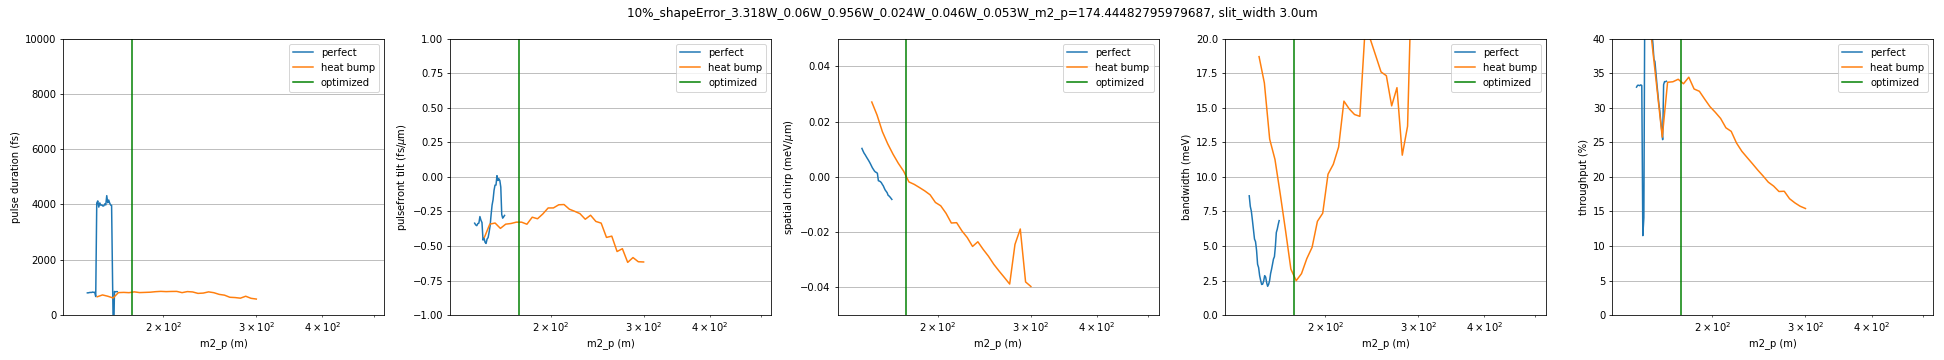 10%_shapeError_3.318W_0.06W_0.956W_0.024W_0.046W_0.053W_m2_p=174.44482795979687, slit_width 3.0um
pulse duration (fs)
10000
8000
6000
4000
2000
0
perfect
heat bump
optimized
2 × 10²
3 × 10²
4 × 10²
m2_p (m)
pulsefront tilt (fs/μm)
1.00
0.75
0.50
0.25
0.00
−0.25
−0.50
−0.75
−1.00
perfect
heat bump
optimized
2 × 10²
3 × 10²
4 × 10²
m2_p (m)
spatial chirp (meV/μm)
0.04
0.02
0.00
−0.02
−0.04
perfect
heat bump
optimized
2 × 10²
3 × 10²
4 × 10²
m2_p (m)
bandwidth (meV)
20.0
17.5
15.0
12.5
10.0
7.5
5.0
2.5
0.0
perfect
heat bump
optimized
2 × 10²
3 × 10²
4 × 10²
m2_p (m)
throughput (%)
40
35
30
25
20
15
10
5
0
perfect
heat bump
optimized
2 × 10²
3 × 10²
4 × 10²
m2_p (m)